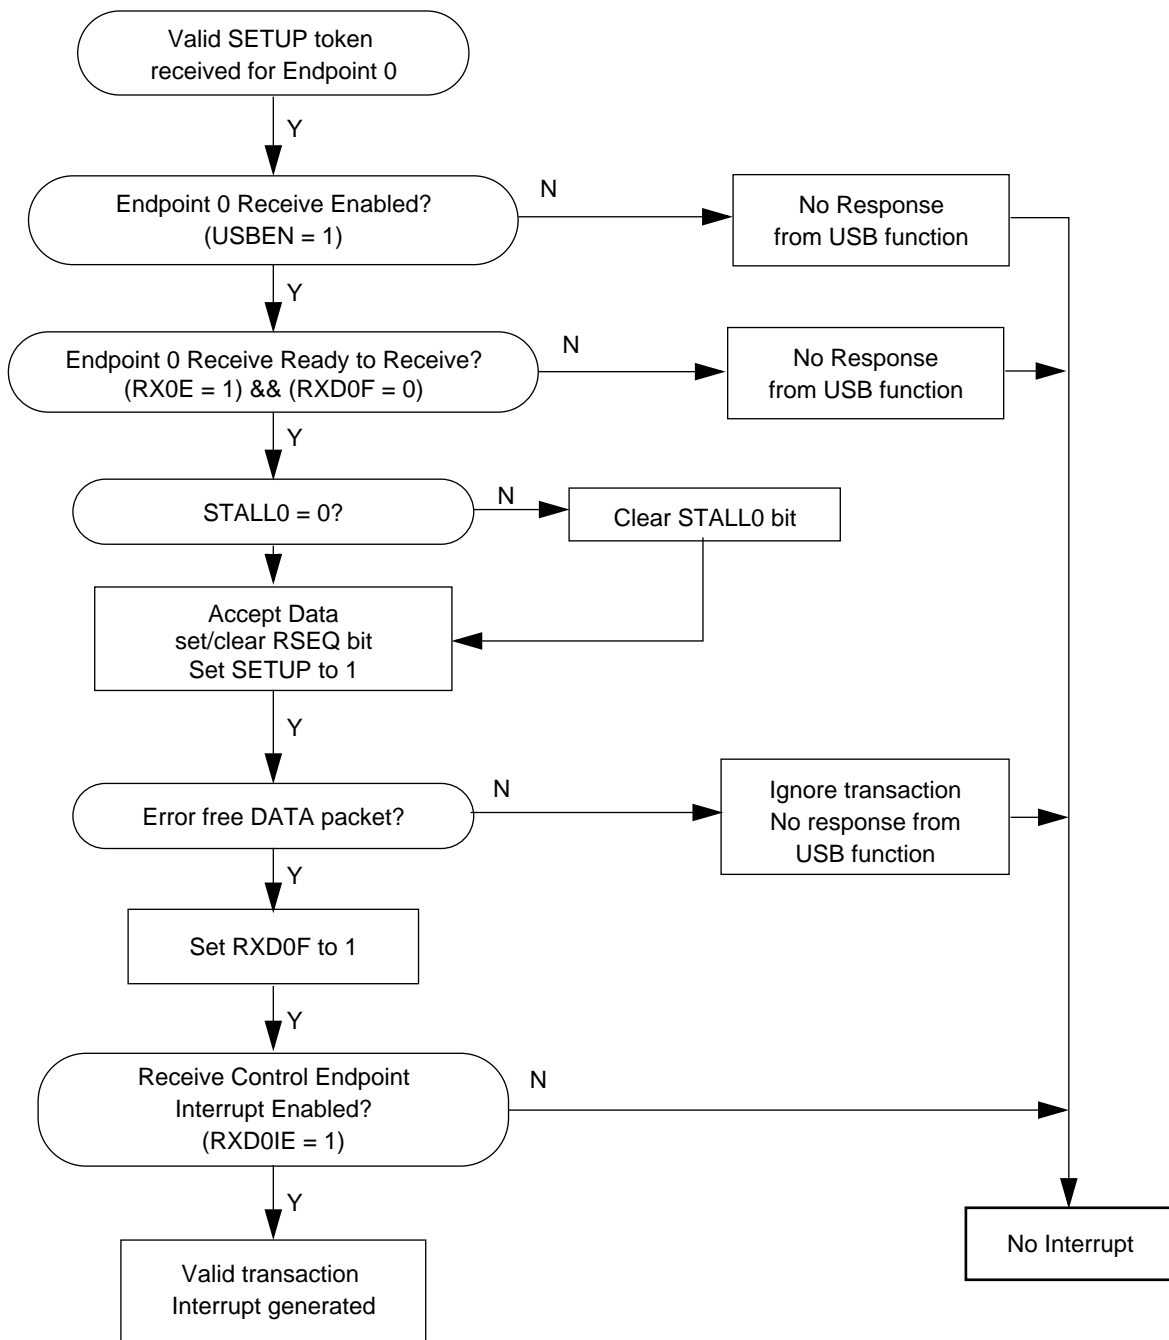 Valid SETUP token
received for Endpoint 0
Y
Endpoint 0 Receive Enabled?
(USBEN = 1)
N
No Response
from USB function
Y
Endpoint 0 Receive Ready to Receive?
(RX0E = 1) && (RXD0F = 0)
N
No Response
from USB function
Y
STALL0 = 0?
N
Clear STALL0 bit
Accept Data
set/clear RSEQ bit
Set SETUP to 1
Y
Error free DATA packet?
N
Ignore transaction
No response from
USB function
Y
Set RXD0F to 1
Y
Receive Control Endpoint
Interrupt Enabled?
(RXD0IE = 1)
N
Y
No Interrupt
Valid transaction
Interrupt generated